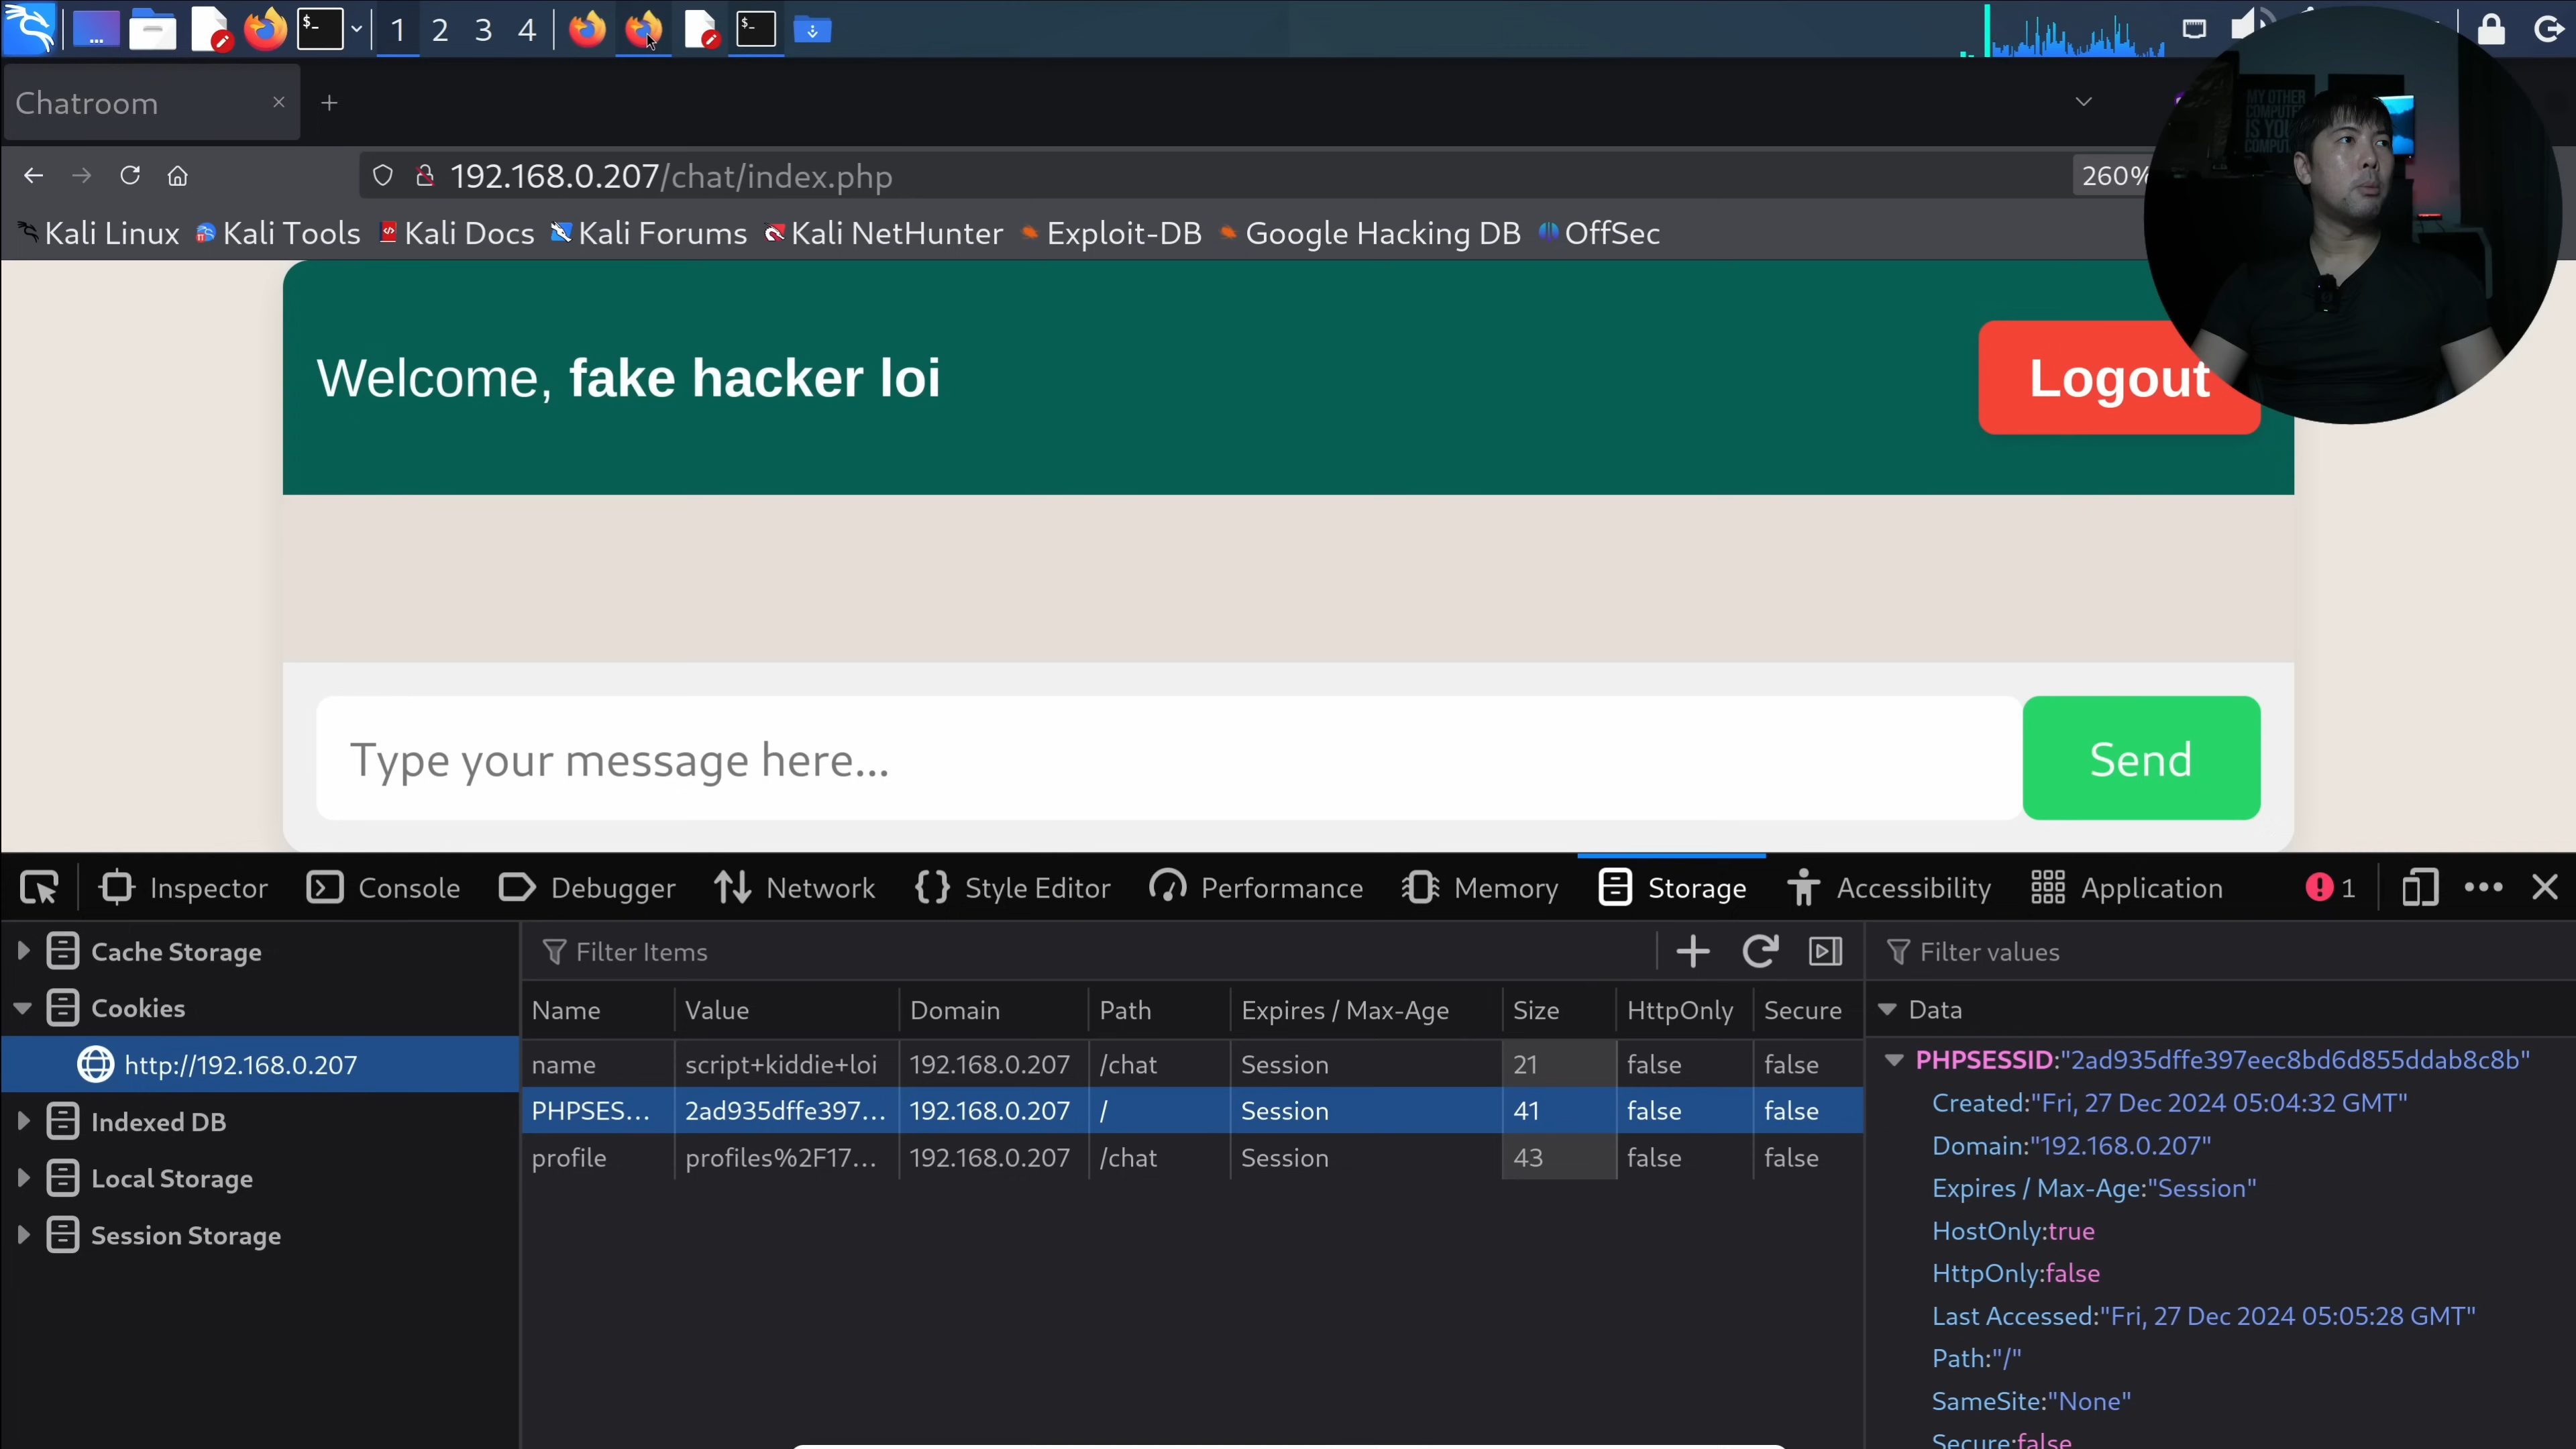 1 2 3 4
Chatroom
192.168.0.207/chat/index.php
260%
Kali Linux Kali Tools Kali Docs Kali Forums Kali NetHunter Exploit-DB Google Hacking DB OffSec
MY OTHER
COMPUTER
IS YOUR
COMPUTER
Welcome, fake hacker loi
Logout
Type your message here...
Send
Inspector Console Debugger Network Style Editor Performance Memory Storage Accessibility Application 1
Cache Storage
Cookies
http://192.168.0.207
Indexed DB
Local Storage
Session Storage
Filter Items
Name Value Domain Path Expires / Max-Age Size HttpOnly Secure
name script+kiddie+loi 192.168.0.207 /chat Session 21 false false
PHPSES... 2ad935dffe397... 192.168.0.207 / Session 41 false false
profile profiles%2F17... 192.168.0.207 /chat Session 43 false false
Filter values
Data
PHPSESSID:"2ad935dffe397eec8bd6d855ddab8c8b"
Created:"Fri, 27 Dec 2024 05:04:32 GMT"
Domain:"192.168.0.207"
Expires / Max-Age:"Session"
HostOnly:true
HttpOnly:false
Last Accessed:"Fri, 27 Dec 2024 05:05:28 GMT"
Path:"/"
SameSite:"None"
Secure:false